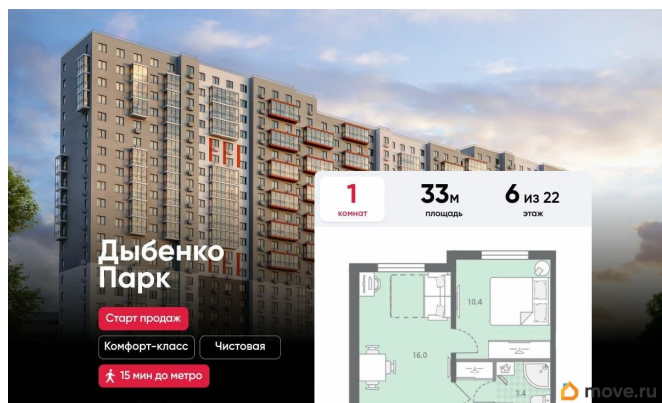 1
комнат
33м
площадь
6 из 22
этаж
Дыбенко
Парк
Старт продаж
Комфорт-класс
Чистовая
15 мин до метро
10.4
16.0
3.4
move.ru